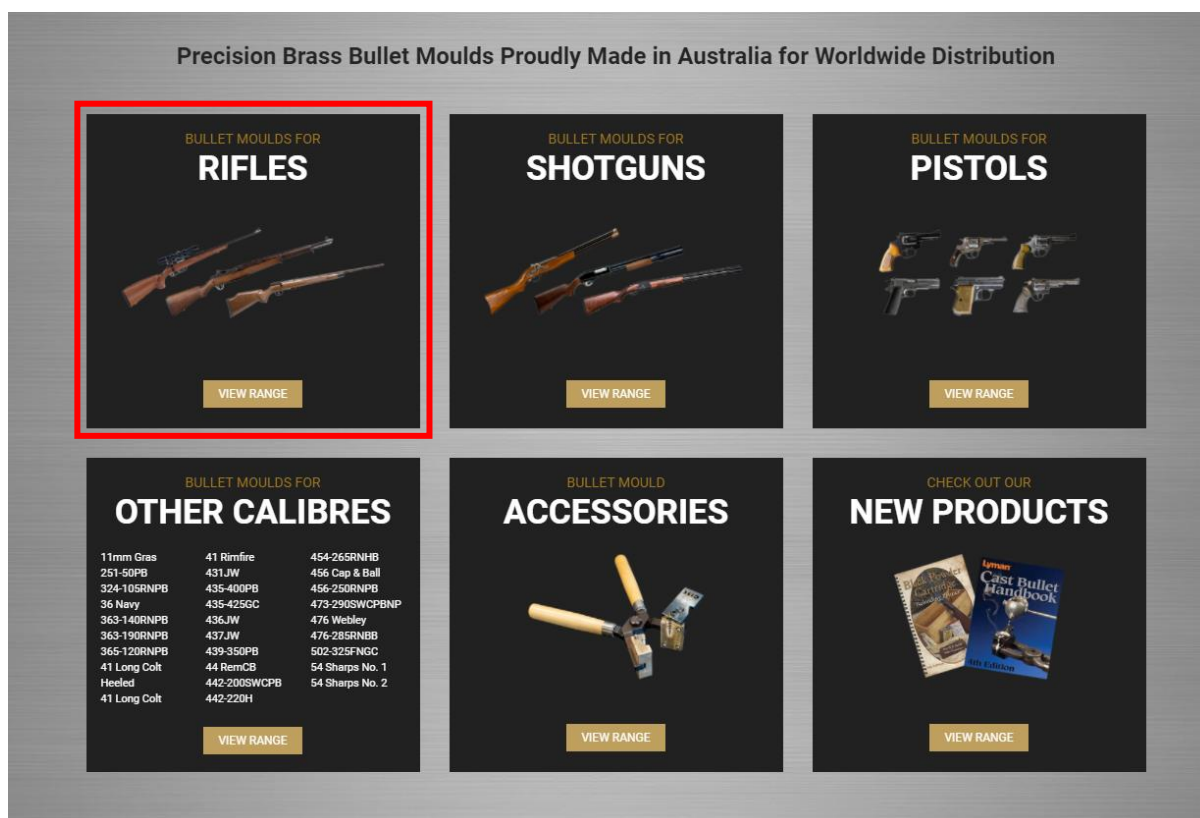 Precision Brass Bullet Moulds Proudly Made in Australia for Worldwide Distribution
BULLET MOULDS FOR
RIFLES
VIEW RANGE
BULLET MOULDS FOR
SHOTGUNS
VIEW RANGE
BULLET MOULDS FOR
PISTOLS
VIEW RANGE
BULLET MOULDS FOR
OTHER CALIBRES
11mm Gras
251-50PB
324-105RNPB
36 Navy
363-140RNPB
363-190RNPB
365-120RNPB
41 Long Colt
Heeled
41 Long Colt
41 Rimfire
431JW
435-400PB
435-425GC
436JW
437JW
439-350PB
44 RemCB
442-200SWCPB
442-220H
454-265RNHB
456 Cap & Ball
456-250RNPB
473-290SWCPBNP
476 Webley
476-285RNBB
502-325FNGC
54 Sharps No. 1
54 Sharps No. 2
VIEW RANGE
BULLET MOULD
ACCESSORIES
VIEW RANGE
CHECK OUT OUR
NEW PRODUCTS
Black Powder
Cartridge
Lyman
Cast Bullet
Handbook
4th Edition
VIEW RANGE